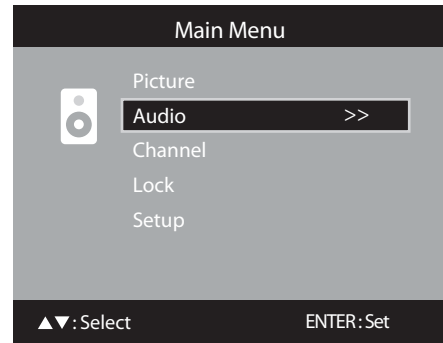 Main Menu
Picture
Audio >>
Channel
Lock
Setup
▲▼: Select ENTER: Set